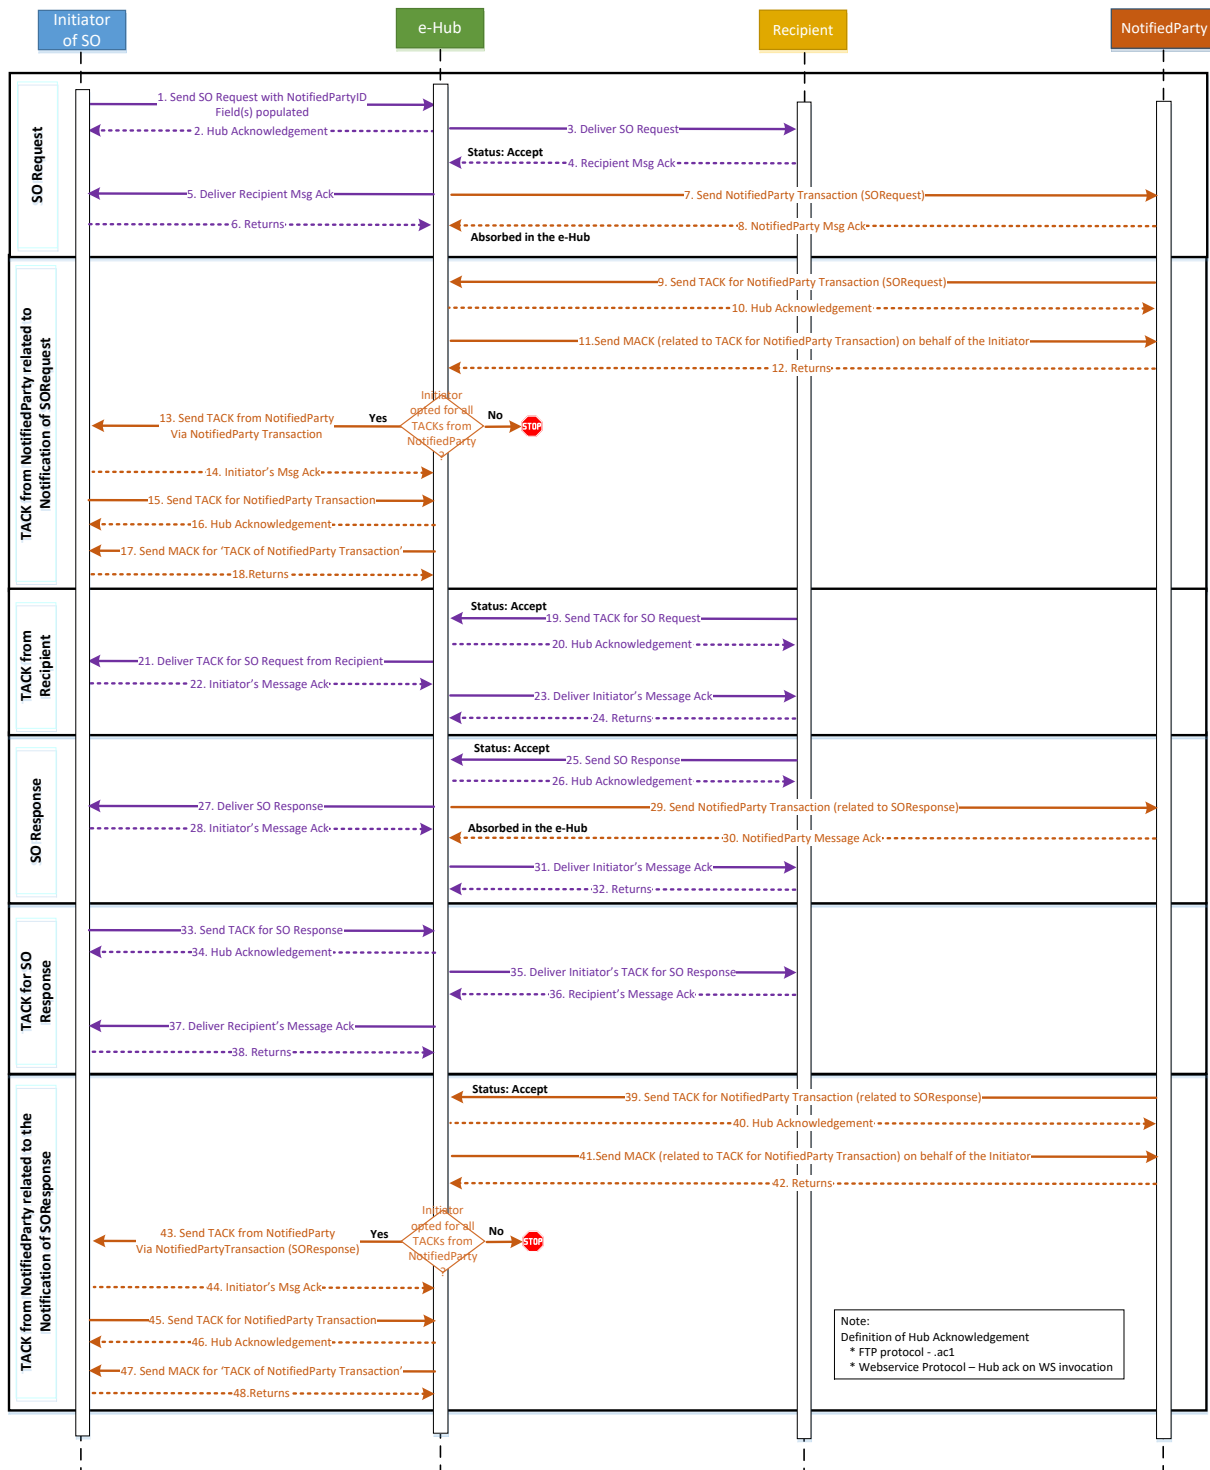 Initiator
of SO
e-Hub
Recipient
NotifiedParty
SO Request
1. Send SO Request with NotifiedPartyID
Field(s) populated
2. Hub Acknowledgement
3. Deliver SO Request
Status: Accept
4. Recipient Msg Ack
5. Deliver Recipient Msg Ack
7. Send NotifiedParty Transaction (SORequest)
6. Returns
8. NotifiedParty Msg Ack
Absorbed in the e-Hub
TACK from NotifiedParty related to
Notification of SORequest
9. Send TACK for NotifiedParty Transaction (SORequest)
10. Hub Acknowledgement
11.Send MACK (related to TACK for NotifiedParty Transaction) on behalf of the Initiator
12. Returns
Initiator
opted for all
TACKs from
NotifiedParty
?
Yes
No
STOP
13. Send TACK from NotifiedParty
Via NotifiedParty Transaction
14. Initiator's Msg Ack
15. Send TACK for NotifiedParty Transaction
16. Hub Acknowledgement
17. Send MACK for 'TACK of NotifiedParty Transaction'
18.Returns
TACK from
Recipient
Status: Accept
19. Send TACK for SO Request
20. Hub Acknowledgement
21. Deliver TACK for SO Request from Recipient
22. Initiator's Message Ack
23. Deliver Initiator's Message Ack
24. Returns
SO Response
Status: Accept
25. Send SO Response
26. Hub Acknowledgement
27. Deliver SO Response
29. Send NotifiedParty Transaction (related to SOResponse)
28. Initiator's Message Ack
Absorbed in the e-Hub
30. NotifiedParty Message Ack
31. Deliver Initiator's Message Ack
32. Returns
TACK for SO
Response
33. Send TACK for SO Response
34. Hub Acknowledgement
35. Deliver Initiator's TACK for SO Response
36. Recipient's Message Ack
37. Deliver Recipient's Message Ack
38. Returns
TACK from NotifiedParty related to the
Notification of SOResponse
Status: Accept
39. Send TACK for NotifiedParty Transaction (related to SOResponse)
40. Hub Acknowledgement
41.Send MACK (related to TACK for NotifiedParty Transaction) on behalf of the Initiator
42. Returns
Initiator
opted for all
TACKs from
NotifiedParty
?
Yes
No
STOP
43. Send TACK from NotifiedParty
Via NotifiedPartyTransaction (SOResponse)
44. Initiator's Msg Ack
45. Send TACK for NotifiedParty Transaction
46. Hub Acknowledgement
47. Send MACK for 'TACK of NotifiedParty Transaction'
48.Returns
Note:
Definition of Hub Acknowledgement
* FTP protocol - .ac1
* Webservice Protocol – Hub ack on WS invocation